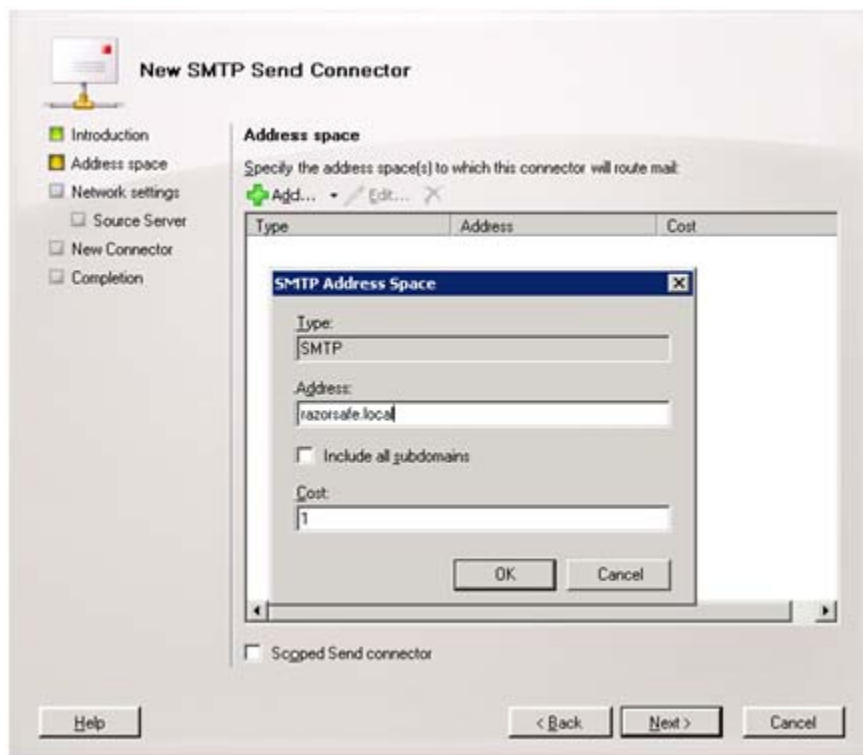 New SMTP Send Connector
Introduction
Address space
Network settings
Source Server
New Connector
Completion
Address space
Specify the address space(s) to which this connector will route mail:
Add... Edit...
Type Address Cost
SMTP Address Space
Type:
SMTP
Address:
razorsafe.local
Include all subdomains
Cost:
1
OK Cancel
Scoped Send connector
Help < Back Next > Cancel